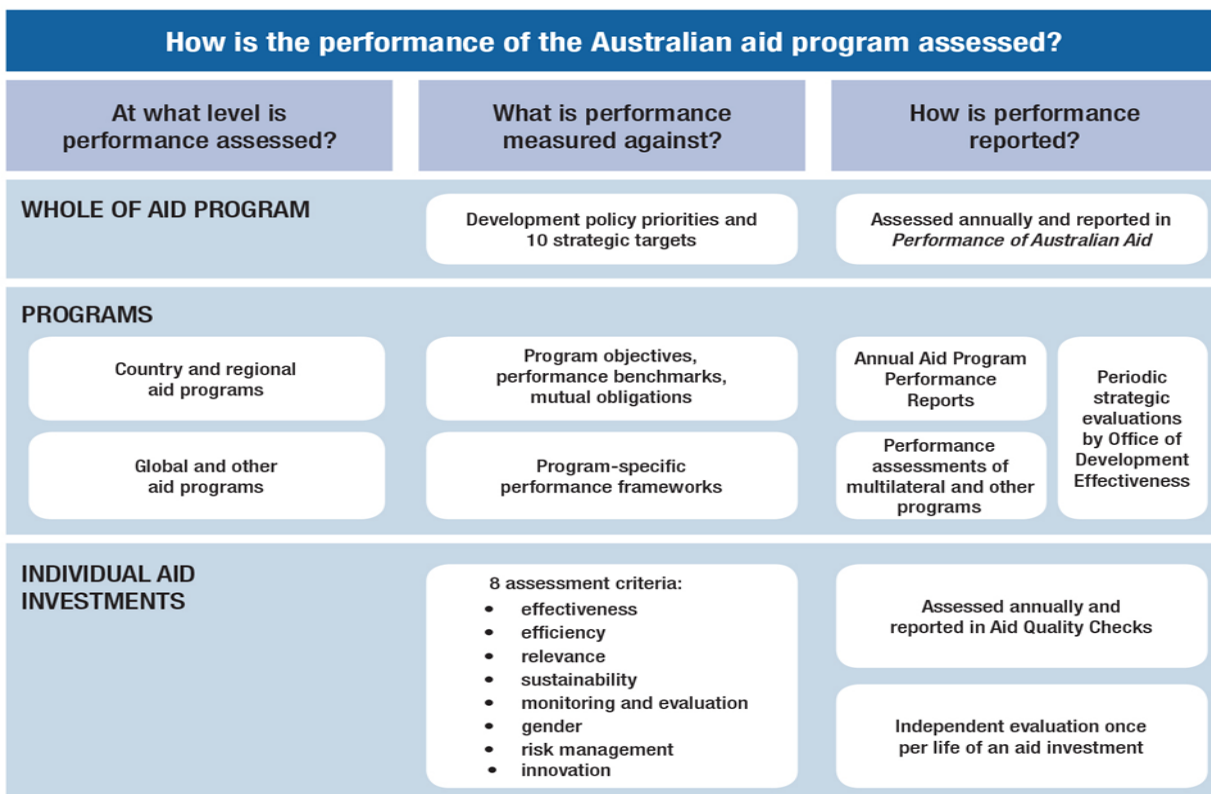 How is the performance of the Australian aid program assessed?
At what level is
performance assessed?
What is performance
measured against?
How is performance
reported?
WHOLE OF AID PROGRAM
Development policy priorities and
10 strategic targets
Assessed annually and reported in
Performance of Australian Aid
PROGRAMS
Country and regional
aid programs
Program objectives,
performance benchmarks,
mutual obligations
Annual Aid Program
Performance
Reports
Periodic
strategic
evaluations
by Office of
Development
Effectiveness
Global and other
aid programs
Program-specific
performance frameworks
Performance
assessments of
multilateral and other
programs
INDIVIDUAL AID
INVESTMENTS
8 assessment criteria:
• effectiveness
• efficiency
• relevance
• sustainability
• monitoring and evaluation
• gender
• risk management
• innovation
Assessed annually and
reported in Aid Quality Checks
Independent evaluation once
per life of an aid investment